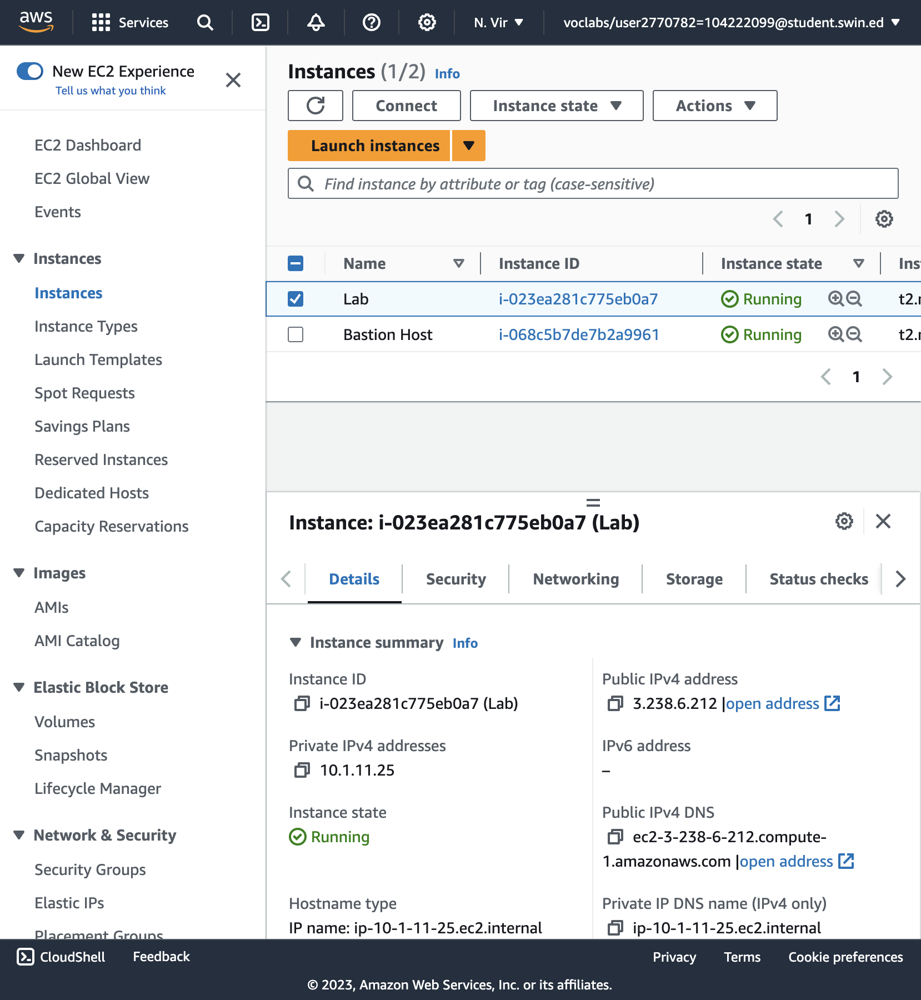 aws
Services
N. Vir
voclabs/user2770782=104222099@student.swin.ed
New EC2 Experience
Tell us what you think
EC2 Dashboard
EC2 Global View
Events
Instances
Instances
Instance Types
Launch Templates
Spot Requests
Savings Plans
Reserved Instances
Dedicated Hosts
Capacity Reservations
Images
AMIs
AMI Catalog
Elastic Block Store
Volumes
Snapshots
Lifecycle Manager
Network & Security
Security Groups
Elastic IPs
Placement Groups
Instances (1/2) Info
Connect
Instance state
Actions
Launch instances
Find instance by attribute or tag (case-sensitive)
1
Name Instance ID Instance state Ins
Lab i-023ea281c775eb0a7 Running t2.
Bastion Host i-068c5b7de7b2a9961 Running t2.
1
Instance: i-023ea281c775eb0a7 (Lab)
Details Security Networking Storage Status checks
Instance summary Info
Instance ID
i-023ea281c775eb0a7 (Lab)
Public IPv4 address
3.238.6.212 |open address
Private IPv4 addresses
10.1.11.25
IPv6 address
–
Instance state
Running
Public IPv4 DNS
ec2-3-238-6-212.compute-
1.amazonaws.com |open address
Hostname type
IP name: ip-10-1-11-25.ec2.internal
Private IP DNS name (IPv4 only)
ip-10-1-11-25.ec2.internal
CloudShell Feedback Privacy Terms Cookie preferences
© 2023, Amazon Web Services, Inc. or its affiliates.